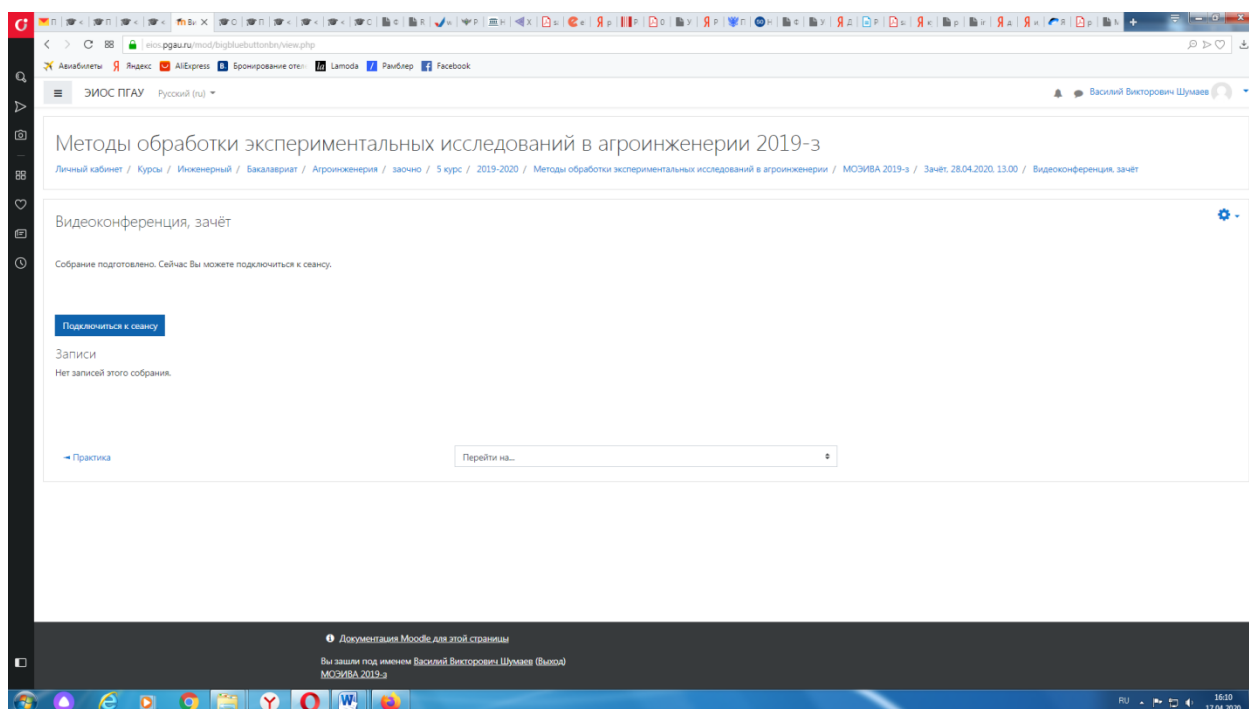 eios.pgau.ru/mod/bigbluebuttonbn/view.php
Авиабилеты Яндекс AliExpress Бронирование отел Lamoda Рамблер Facebook
ЭИОС ПГАУ Русский (ru) Василий Викторович Шумаев
Методы обработки экспериментальных исследований в агроинженерии 2019-з
Личный кабинет / Курсы / Инженерный / Бакалавриат / Агроинженерия / заочно / 5 курс / 2019-2020 / Методы обработки экспериментальных исследований в агроинженерии / МОЭИВА 2019-з / Зачёт, 28.04.2020, 13.00 / Видеоконференция, зачёт
Видеоконференция, зачёт
Собрание подготовлено. Сейчас Вы можете подключиться к сеансу.
Подключиться к сеансу
Записи
Нет записей этого собрания.
◄ Практика Перейти на...
Документация Moodle для этой страницы
Вы зашли под именем Василий Викторович Шумаев (Выход)
МОЭИВА 2019-з
RU 16:10
17.04.2020